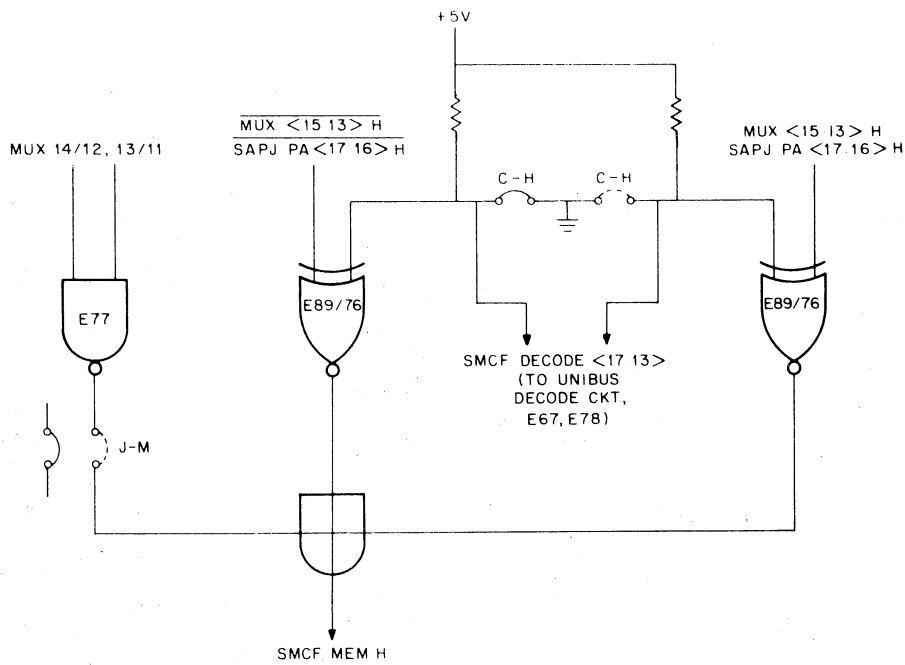 +5V
MUX <15 13> H
SAPJ PA <17 16> H
MUX 14/12, 13/11
MUX <15 13> H
SAPJ PA <17 16> H
C-H
C-H
E77
E89/76
E89/76
SMCF DECODE <17 13>
(TO UNIBUS
DECODE CKT,
E67, E78)
J-M
SMCF MEM H